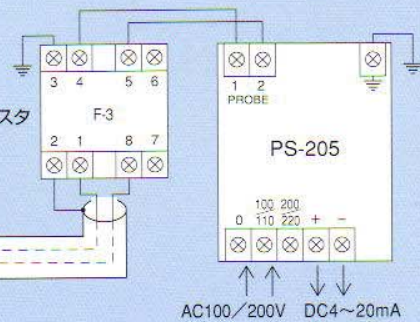 3 4 5 6
スタ
F-3
2 1 8 7
1 2
PROBE
PS-205
0 100/110 200/220 + −
AC100/200V DC4～20mA